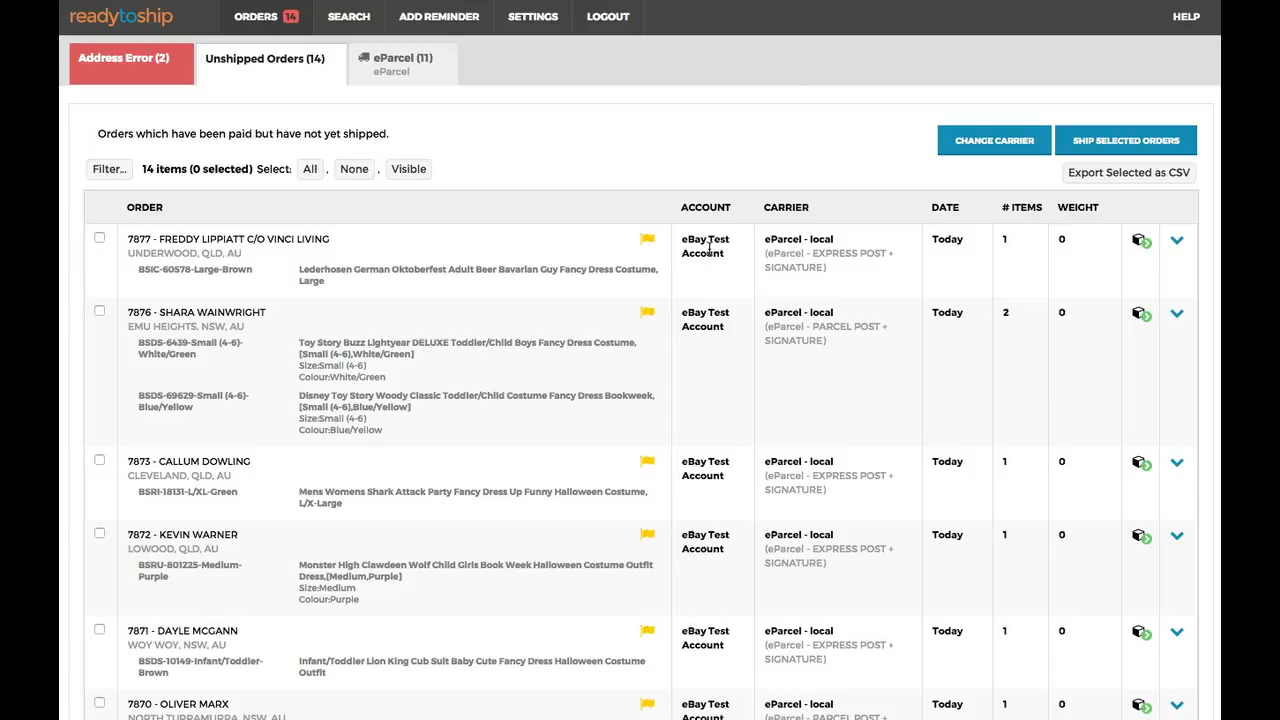 readytoship
ORDERS 14
SEARCH
ADD REMINDER
SETTINGS
LOGOUT
HELP
Address Error (2)
Unshipped Orders (14)
eParcel (11)
eParcel
Orders which have been paid but have not yet shipped.
CHANGE CARRIER
SHIP SELECTED ORDERS
Filter... 14 items (0 selected) Select: All , None , Visible
Export Selected as CSV
ORDER ACCOUNT CARRIER DATE # ITEMS WEIGHT
7877 - FREDDY LIPPIATT C/O VINCI LIVING
UNDERWOOD, QLD, AU
BSIC-60578-Large-Brown
Lederhosen German Oktoberfest Adult Beer Bavarian Guy Fancy Dress Costume,
Large
eBay Test
Account
eParcel - local
(eParcel - EXPRESS POST +
SIGNATURE)
Today
1
0
7876 - SHARA WAINWRIGHT
EMU HEIGHTS, NSW, AU
BSDS-6439-Small (4-6)-
White/Green
Toy Story Buzz Lightyear DELUXE Toddler/Child Boys Fancy Dress Costume,
[Small (4-6),White/Green]
Size:Small (4-6)
Colour:White/Green
BSDS-69629-Small (4-6)-
Blue/Yellow
Disney Toy Story Woody Classic Toddler/Child Costume Fancy Dress Bookweek,
[Small (4-6),Blue/Yellow]
Size:Small (4-6)
Colour:Blue/Yellow
eBay Test
Account
eParcel - local
(eParcel - PARCEL POST +
SIGNATURE)
Today
2
0
7873 - CALLUM DOWLING
CLEVELAND, QLD, AU
BSRI-18131-L/XL-Green
Mens Womens Shark Attack Party Fancy Dress Up Funny Halloween Costume,
L/X-Large
eBay Test
Account
eParcel - local
(eParcel - EXPRESS POST +
SIGNATURE)
Today
1
0
7872 - KEVIN WARNER
LOWOOD, QLD, AU
BSRU-801225-Medium-
Purple
Monster High Clawdeen Wolf Child Girls Book Week Halloween Costume Outfit
Dress,[Medium,Purple]
Size:Medium
Colour:Purple
eBay Test
Account
eParcel - local
(eParcel - EXPRESS POST +
SIGNATURE)
Today
1
0
7871 - DAYLE MCGANN
WOY WOY, NSW, AU
BSDS-10149-Infant/Toddler-
Brown
Infant/Toddler Lion King Cub Suit Baby Cute Fancy Dress Halloween Costume
Outfit
eBay Test
Account
eParcel - local
(eParcel - EXPRESS POST +
SIGNATURE)
Today
1
0
7870 - OLIVER MARX
NORTH TURRAMURRA, NSW, AU
eBay Test
Account
eParcel - local
(eParcel - PARCEL POST +
Today
1
0